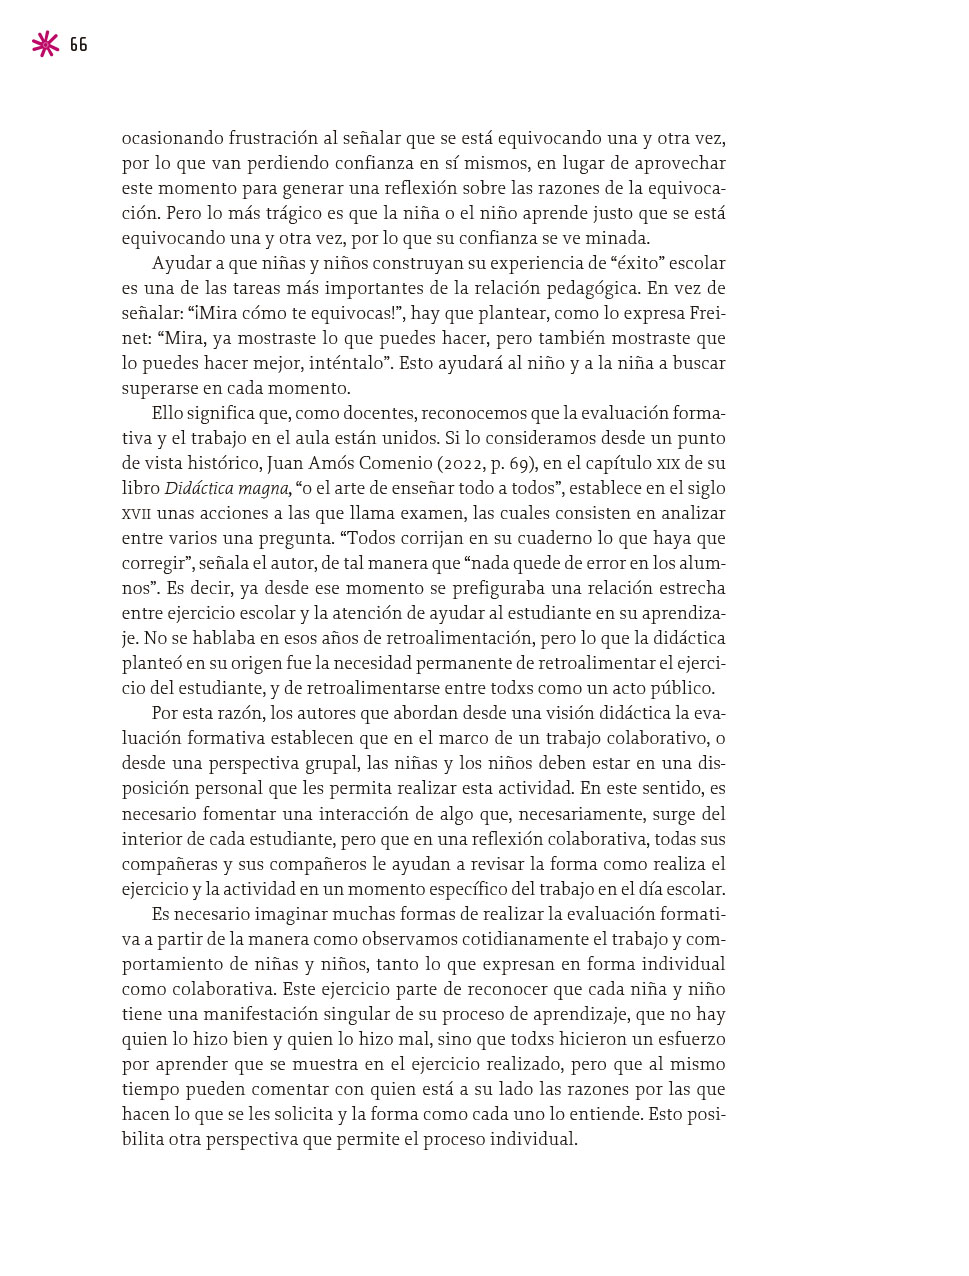 66
ocasionando frustración al señalar que se está equivocando una y otra vez,
por lo que van perdiendo confianza en sí mismos, en lugar de aprovechar
este momento para generar una reflexión sobre las razones de la equivoca-
ción. Pero lo más trágico es que la niña o el niño aprende justo que se está
equivocando una y otra vez, por lo que su confianza se ve minada.
Ayudar a que niñas y niños construyan su experiencia de “éxito” escolar
es una de las tareas más importantes de la relación pedagógica. En vez de
señalar: “¡Mira cómo te equivocas!”, hay que plantear, como lo expresa Frei-
net: “Mira, ya mostraste lo que puedes hacer, pero también mostraste que
lo puedes hacer mejor, inténtalo”. Esto ayudará al niño y a la niña a buscar
superarse en cada momento.
Ello significa que, como docentes, reconocemos que la evaluación forma-
tiva y el trabajo en el aula están unidos. Si lo consideramos desde un punto
de vista histórico, Juan Amós Comenio (2022, p. 69), en el capítulo XIX de su
libro Didáctica magna, “o el arte de enseñar todo a todos”, establece en el siglo
XVII unas acciones a las que llama examen, las cuales consisten en analizar
entre varios una pregunta. “Todos corrijan en su cuaderno lo que haya que
corregir”, señala el autor, de tal manera que “nada quede de error en los alum-
nos”. Es decir, ya desde ese momento se prefiguraba una relación estrecha
entre ejercicio escolar y la atención de ayudar al estudiante en su aprendiza-
je. No se hablaba en esos años de retroalimentación, pero lo que la didáctica
planteó en su origen fue la necesidad permanente de retroalimentar el ejerci-
cio del estudiante, y de retroalimentarse entre todxs como un acto público.
Por esta razón, los autores que abordan desde una visión didáctica la eva-
luación formativa establecen que en el marco de un trabajo colaborativo, o
desde una perspectiva grupal, las niñas y los niños deben estar en una dis-
posición personal que les permita realizar esta actividad. En este sentido, es
necesario fomentar una interacción de algo que, necesariamente, surge del
interior de cada estudiante, pero que en una reflexión colaborativa, todas sus
compañeras y sus compañeros le ayudan a revisar la forma como realiza el
ejercicio y la actividad en un momento específico del trabajo en el día escolar.
Es necesario imaginar muchas formas de realizar la evaluación formati-
va a partir de la manera como observamos cotidianamente el trabajo y com-
portamiento de niñas y niños, tanto lo que expresan en forma individual
como colaborativa. Este ejercicio parte de reconocer que cada niña y niño
tiene una manifestación singular de su proceso de aprendizaje, que no hay
quien lo hizo bien y quien lo hizo mal, sino que todxs hicieron un esfuerzo
por aprender que se muestra en el ejercicio realizado, pero que al mismo
tiempo pueden comentar con quien está a su lado las razones por las que
hacen lo que se les solicita y la forma como cada uno lo entiende. Esto posi-
bilita otra perspectiva que permite el proceso individual.